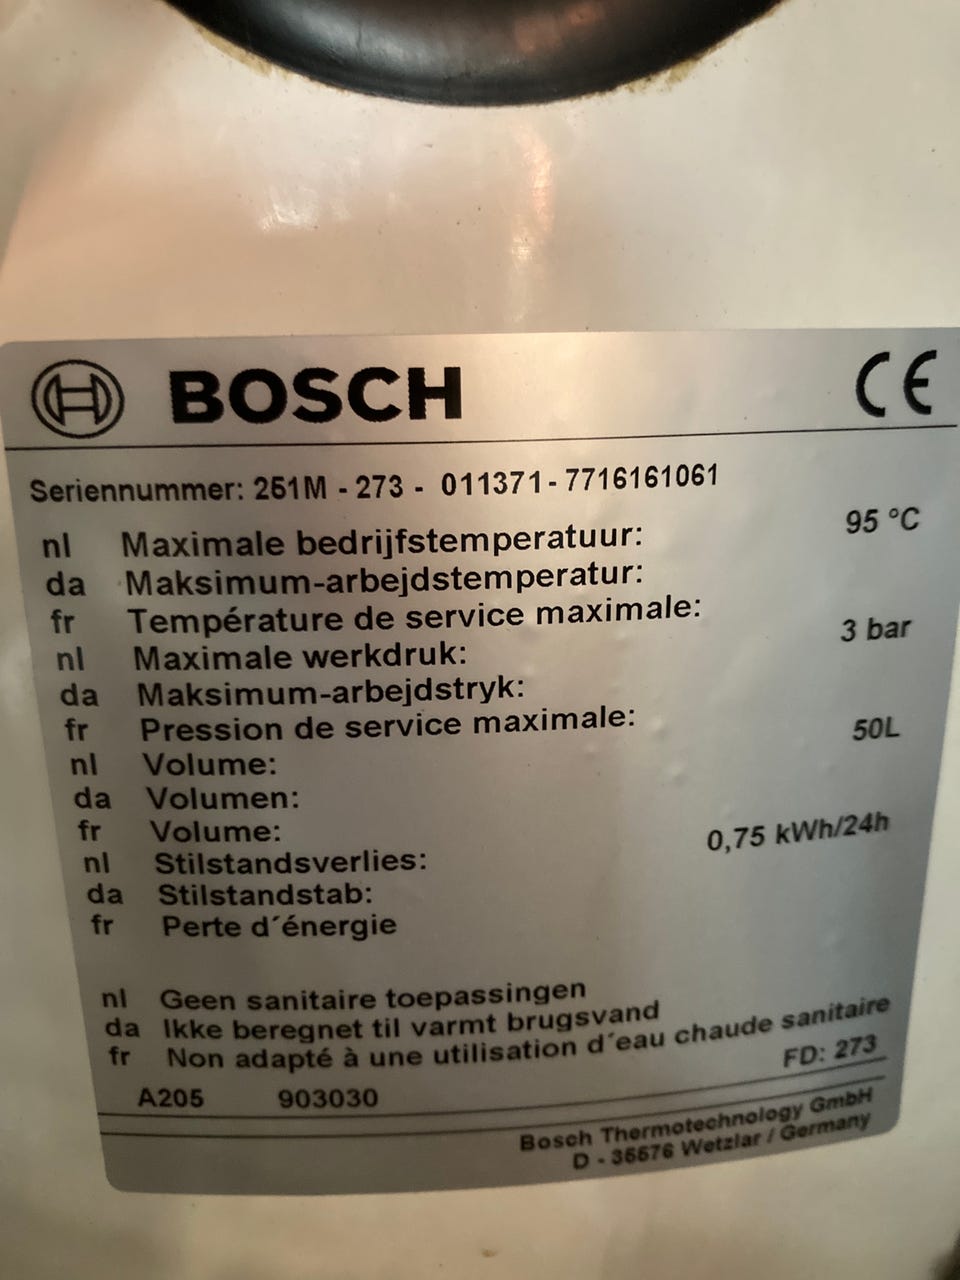 BOSCH CE
Seriennummer: 251M - 273 - 011371 - 7716161061
nl Maximale bedrijfstemperatuur: 95 °C
da Maksimum-arbejdstemperatur:
fr Température de service maximale:
nl Maximale werkdruk: 3 bar
da Maksimum-arbejdstryk:
fr Pression de service maximale:
nl Volume: 50L
da Volumen:
fr Volume:
nl Stilstandsverlies: 0,75 kWh/24h
da Stilstandstab:
fr Perte d´énergie
nl Geen sanitaire toepassingen
da Ikke beregnet til varmt brugsvand
fr Non adapté à une utilisation d´eau chaude sanitaire
A205 903030 FD: 273
Bosch Thermotechnology GmbH
D - 35576 Wetzlar / Germany